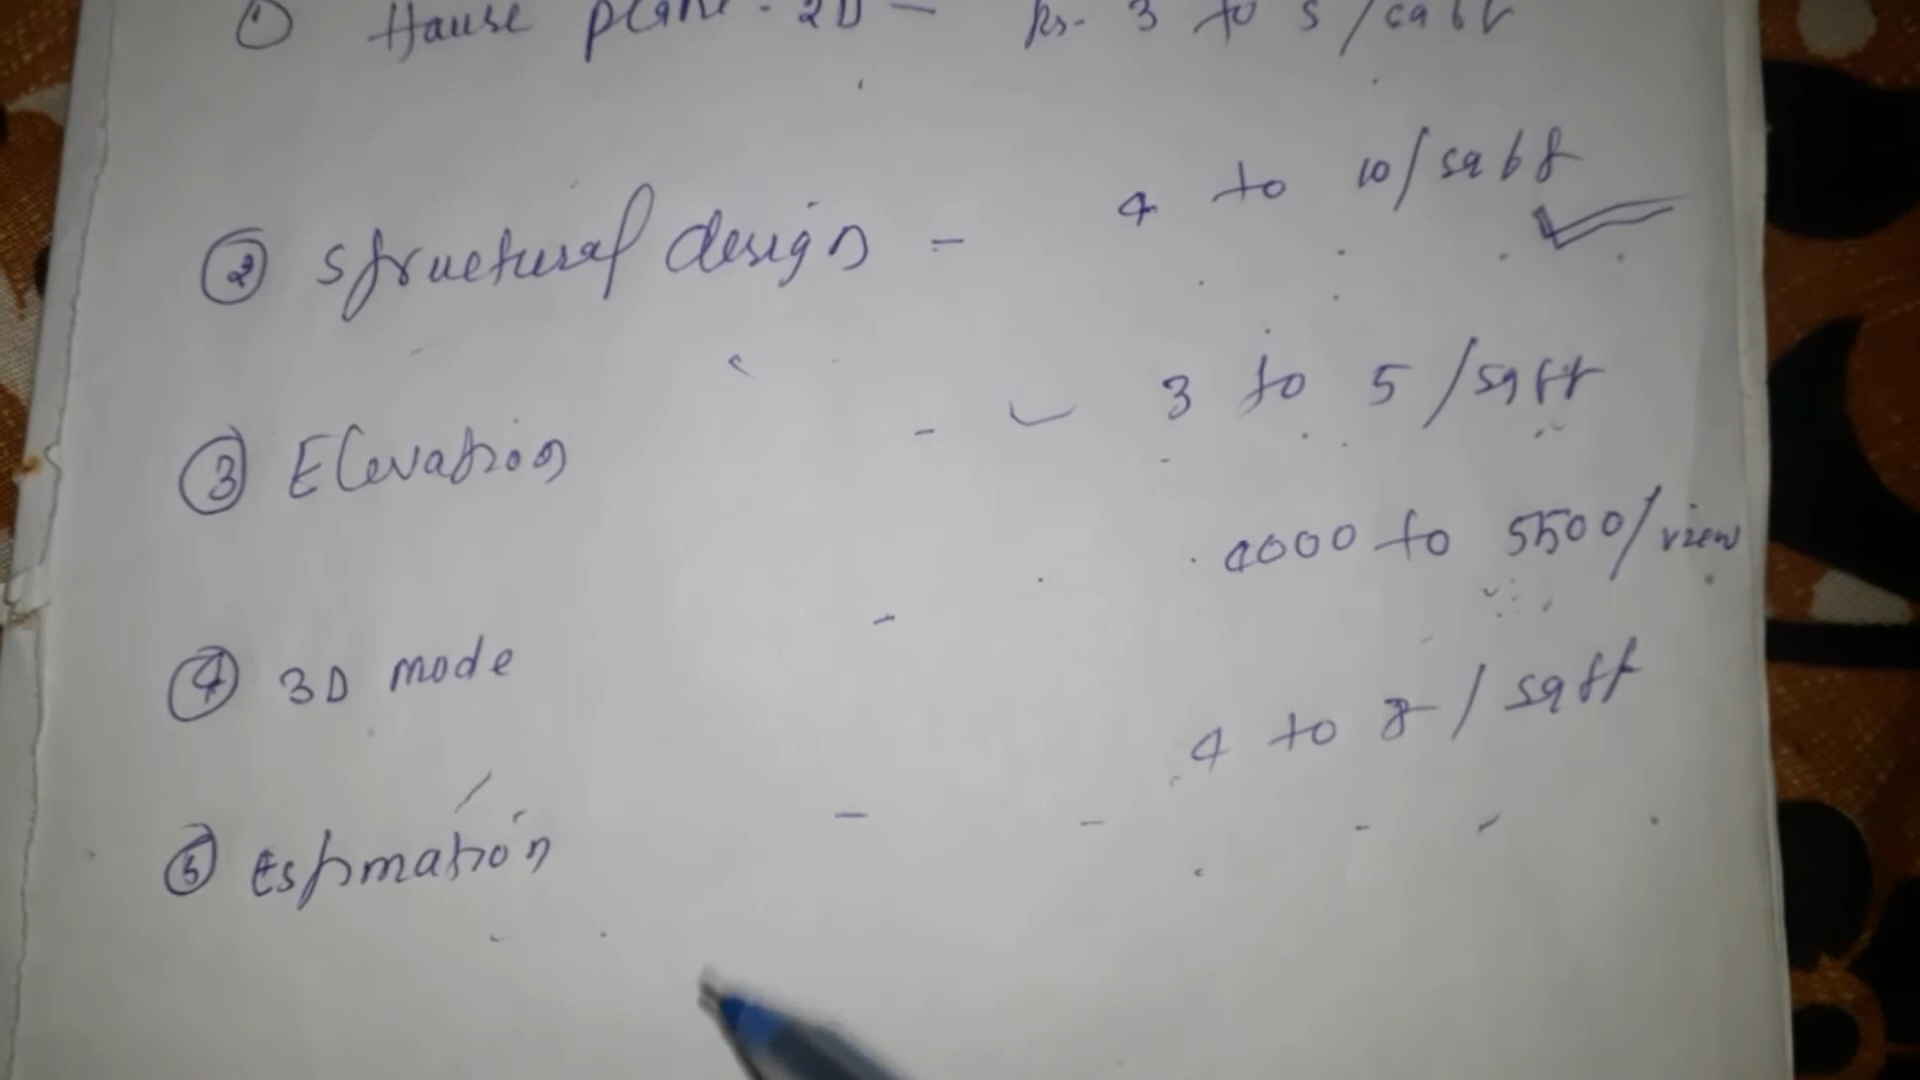 ① House plane - 2D - Rs- 3 to 5 /sqft
② Structural design - 4 to 10/sqft
③ Elevation - 3 to 5 /sqft
④ 3D mode - 4000 to 5500/view
⑤ Estimation - 4 to 8/sqft